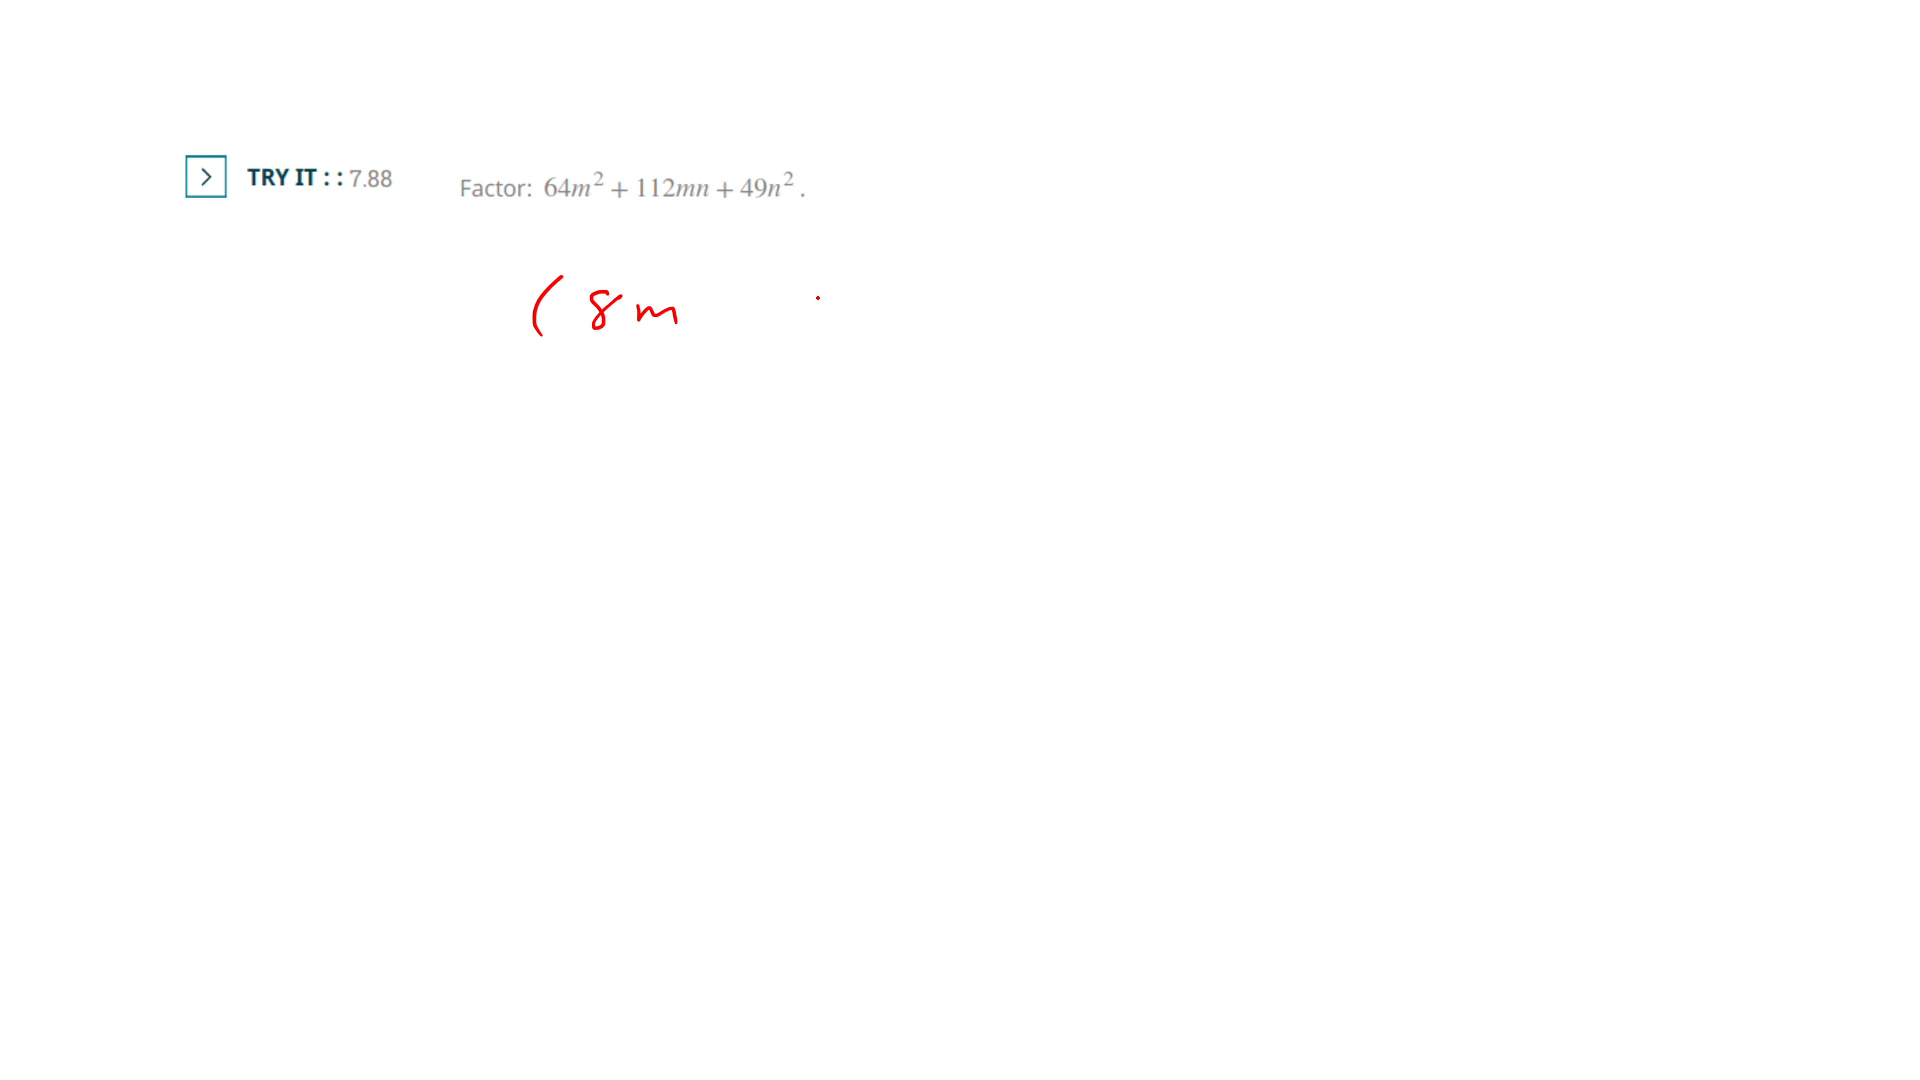 TRY IT : : 7.88 Factor: 64m² + 112mn + 49n².
( 8m